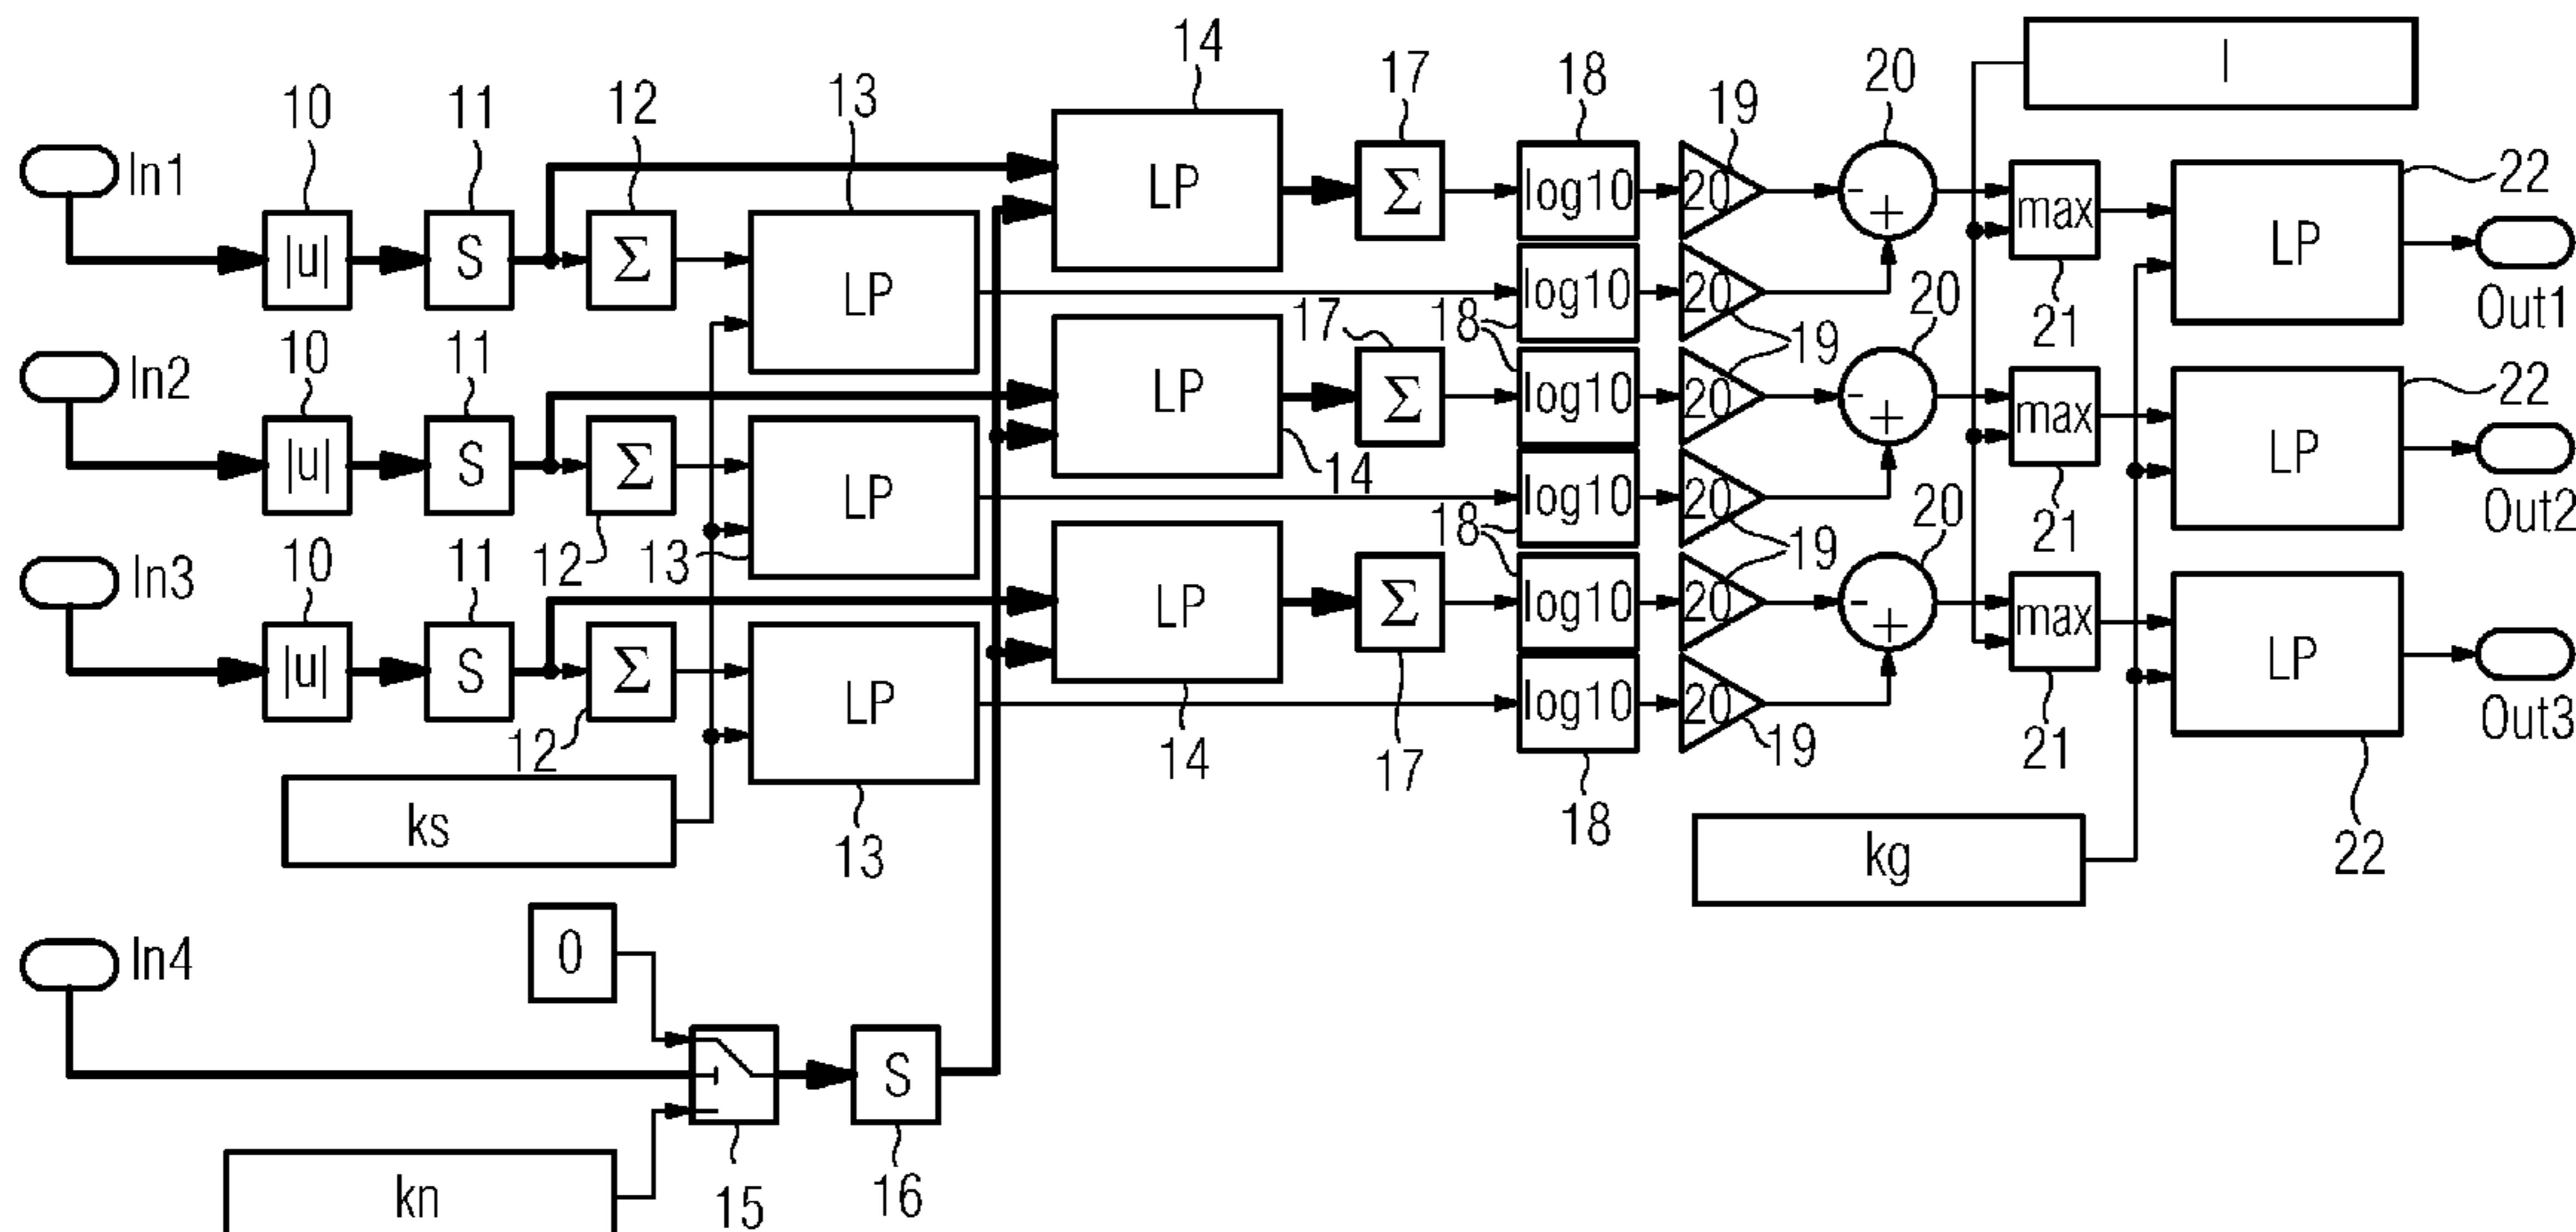 14
17
18
20
l
10
11
12
13
19
In1
LP
Σ
log10
20
-
+
22
|u|
S
Σ
LP
max
LP
log10
20
Out1
17
18
20
21
In2
10
11
LP
Σ
log10
20
19
-
+
22
|u|
S
Σ
LP
14
max
LP
log10
20
Out2
12
13
18
20
21
In3
10
11
LP
Σ
log10
20
19
-
+
|u|
S
Σ
LP
max
LP
log10
20
Out3
12
14
17
19
21
ks
13
18
kg
22
In4
0
S
kn
15
16